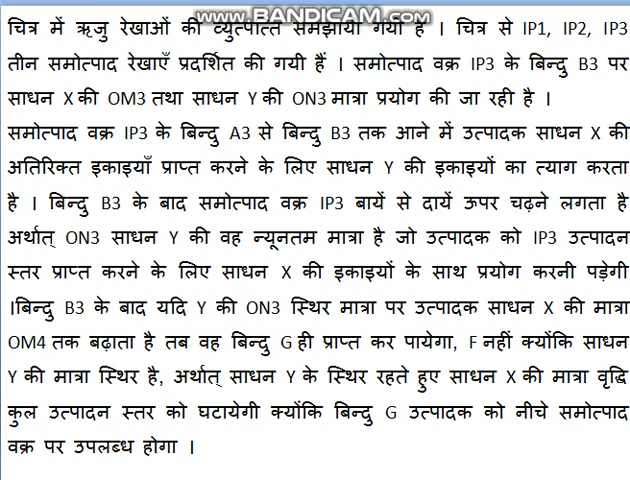 www.BANDICAM.com
चित्र में ऋजु रेखाओं की व्युत्पत्ति समझाया गया है । चित्र से IP1, IP2, IP3
तीन समोत्पाद रेखाएँ प्रदर्शित की गयी हैं । समोत्पाद वक्र IP3 के बिन्दु B3 पर
साधन X की OM3 तथा साधन Y की ON3 मात्रा प्रयोग की जा रही है ।
समोत्पाद वक्र IP3 के बिन्दु A3 से बिन्दु B3 तक आने में उत्पादक साधन X की
अतिरिक्त इकाइयाँ प्राप्त करने के लिए साधन Y की इकाइयों का त्याग करता
है । बिन्दु B3 के बाद समोत्पाद वक्र IP3 बायें से दायें ऊपर चढ़ने लगता है
अर्थात् ON3 साधन Y की वह न्यूनतम मात्रा है जो उत्पादक को IP3 उत्पादन
स्तर प्राप्त करने के लिए साधन X की इकाइयों के साथ प्रयोग करनी पड़ेगी
।बिन्दु B3 के बाद यदि Y की ON3 स्थिर मात्रा पर उत्पादक साधन X की मात्रा
OM4 तक बढ़ाता है तब वह बिन्दु G ही प्राप्त कर पायेगा, F नहीं क्योंकि साधन
Y की मात्रा स्थिर है, अर्थात् साधन Y के स्थिर रहते हुए साधन X की मात्रा वृद्धि
कुल उत्पादन स्तर को घटायेगी क्योंकि बिन्दु G उत्पादक को नीचे समोत्पाद
वक्र पर उपलब्ध होगा ।